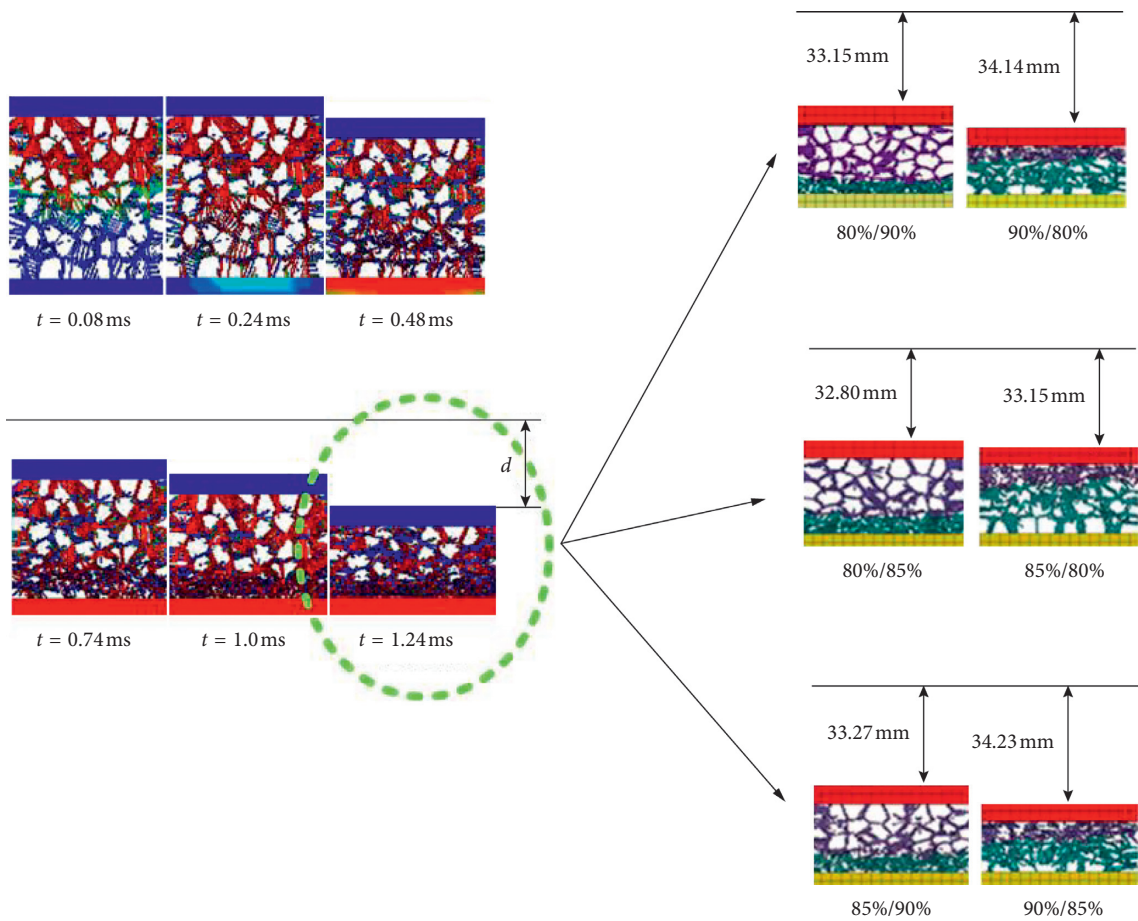 t = 0.08 ms
t = 0.24 ms
t = 0.48 ms
d
t = 0.74 ms
t = 1.0 ms
t = 1.24 ms
33.15 mm
34.14 mm
80%/90%
90%/80%
32.80 mm
33.15 mm
80%/85%
85%/80%
33.27 mm
34.23 mm
85%/90%
90%/85%